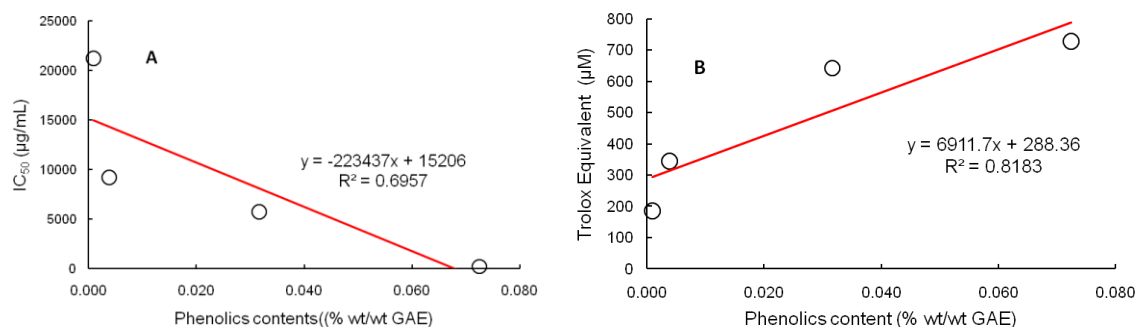 25000
20000
15000
10000
5000
0
IC₅₀ (µg/mL)
A
y = -223437x + 15206
R² = 0.6957
0.000 0.020 0.040 0.060 0.080
Phenolics contents((% wt/wt GAE)
800
700
600
500
400
300
200
100
0
Trolox Equivalent (µM)
B
y = 6911.7x + 288.36
R² = 0.8183
0.000 0.020 0.040 0.060 0.080
Phenolics content (% wt/wt GAE)